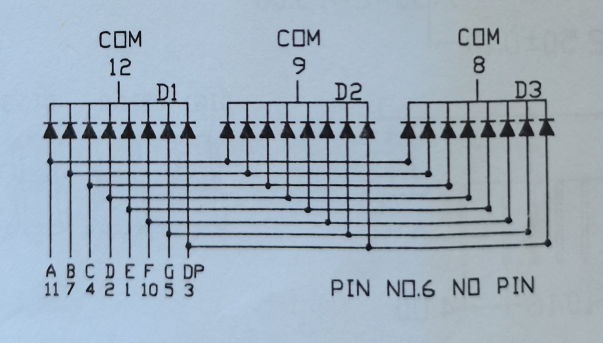 COM COM COM
12 9 8
D1 D2 D3
A B C D E F G DP
11 7 4 2 1 10 5 3
PIN NO.6 NO PIN